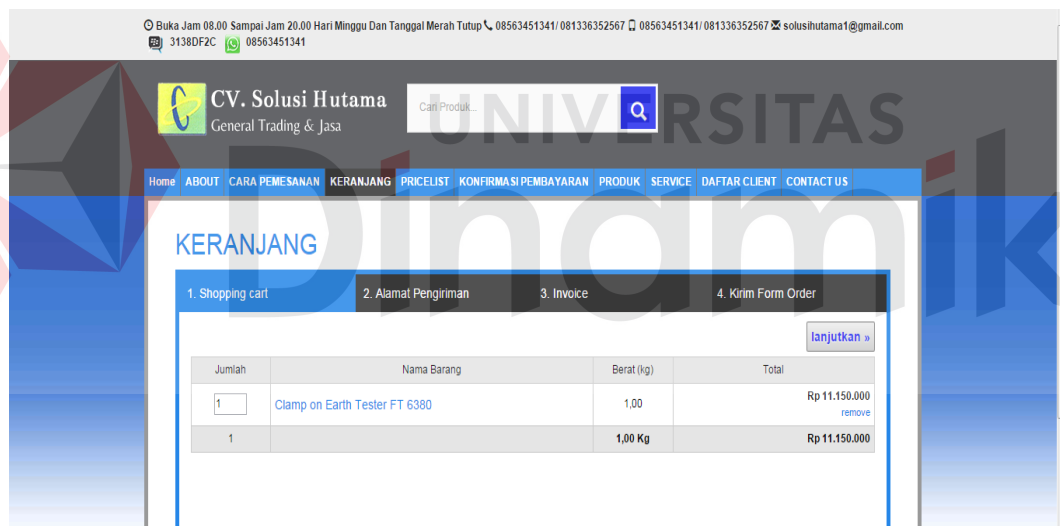 Buka Jam 08.00 Sampai Jam 20.00 Hari Minggu Dan Tanggal Merah Tutup 08563451341/ 081336352567 08563451341/ 081336352567 solusihutama1@gmail.com
3138DF2C 08563451341
CV. Solusi Hutama
General Trading & Jasa
Cari Produk...
UNIVERSITAS
Dinamik
Home ABOUT CARA PEMESANAN KERANJANG PRICELIST KONFIRMASI PEMBAYARAN PRODUK SERVICE DAFTAR CLIENT CONTACT US
KERANJANG
1. Shopping cart 2. Alamat Pengiriman 3. Invoice 4. Kirim Form Order
lanjutkan »
Jumlah Nama Barang Berat (kg) Total
1 Clamp on Earth Tester FT 6380 1,00 Rp 11.150.000
remove
1 1,00 Kg Rp 11.150.000